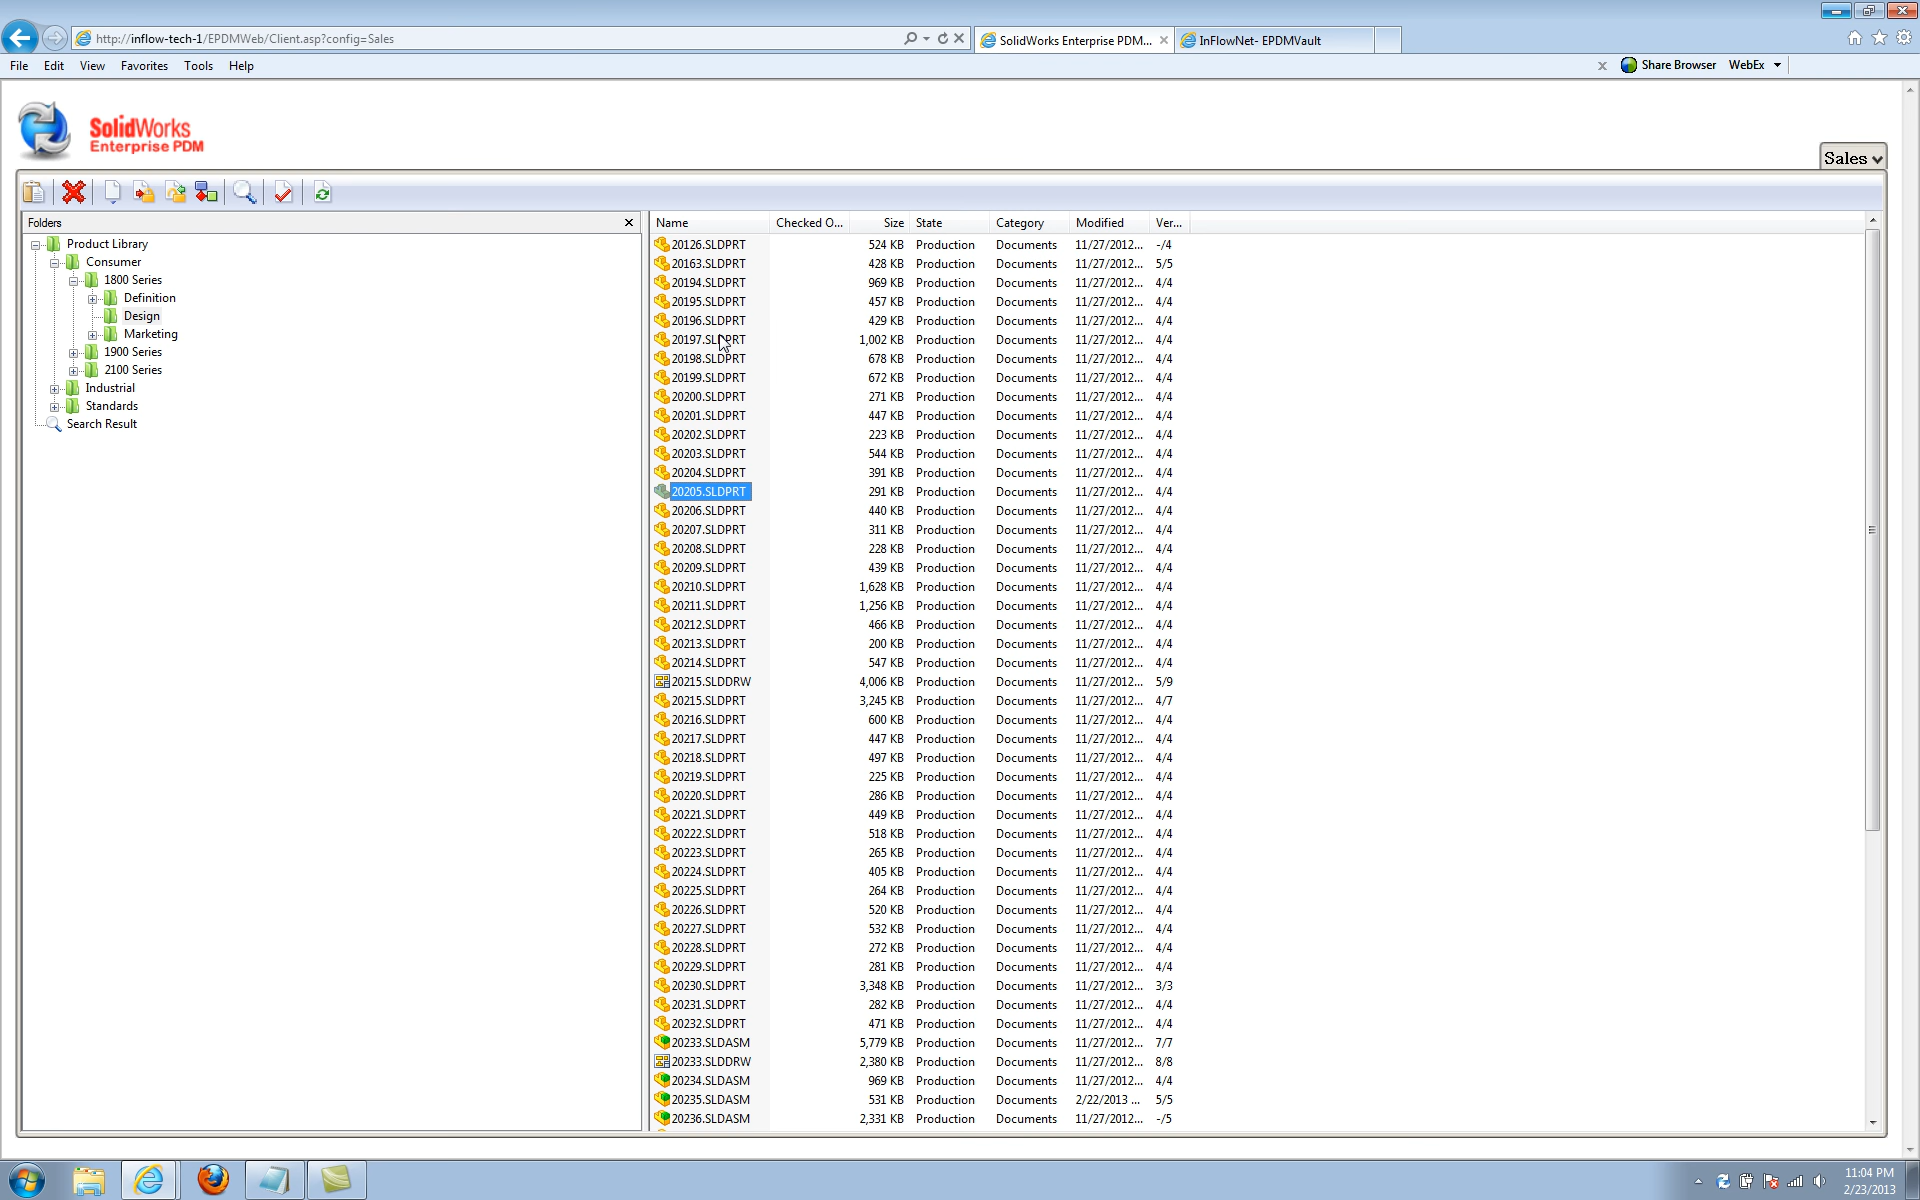 http://inflow-tech-1/EPDMWeb/Client.asp?config=Sales
SolidWorks Enterprise PDM...
InFlowNet- EPDMVault
File Edit View Favorites Tools Help
x Share Browser WebEx
SolidWorks
Enterprise PDM
Sales
Folders
Product Library
Consumer
1800 Series
Definition
Design
Marketing
1900 Series
2100 Series
Industrial
Standards
Search Result
Name Checked O... Size State Category Modified Ver...
20126.SLDPRT 524 KB Production Documents 11/27/2012... -/4
20163.SLDPRT 428 KB Production Documents 11/27/2012... 5/5
20194.SLDPRT 969 KB Production Documents 11/27/2012... 4/4
20195.SLDPRT 457 KB Production Documents 11/27/2012... 4/4
20196.SLDPRT 429 KB Production Documents 11/27/2012... 4/4
20197.SLDPRT 1,002 KB Production Documents 11/27/2012... 4/4
20198.SLDPRT 678 KB Production Documents 11/27/2012... 4/4
20199.SLDPRT 672 KB Production Documents 11/27/2012... 4/4
20200.SLDPRT 271 KB Production Documents 11/27/2012... 4/4
20201.SLDPRT 447 KB Production Documents 11/27/2012... 4/4
20202.SLDPRT 223 KB Production Documents 11/27/2012... 4/4
20203.SLDPRT 544 KB Production Documents 11/27/2012... 4/4
20204.SLDPRT 391 KB Production Documents 11/27/2012... 4/4
20205.SLDPRT 291 KB Production Documents 11/27/2012... 4/4
20206.SLDPRT 440 KB Production Documents 11/27/2012... 4/4
20207.SLDPRT 311 KB Production Documents 11/27/2012... 4/4
20208.SLDPRT 228 KB Production Documents 11/27/2012... 4/4
20209.SLDPRT 439 KB Production Documents 11/27/2012... 4/4
20210.SLDPRT 1,628 KB Production Documents 11/27/2012... 4/4
20211.SLDPRT 1,256 KB Production Documents 11/27/2012... 4/4
20212.SLDPRT 466 KB Production Documents 11/27/2012... 4/4
20213.SLDPRT 200 KB Production Documents 11/27/2012... 4/4
20214.SLDPRT 547 KB Production Documents 11/27/2012... 4/4
20215.SLDDRW 4,006 KB Production Documents 11/27/2012... 5/9
20215.SLDPRT 3,245 KB Production Documents 11/27/2012... 4/7
20216.SLDPRT 600 KB Production Documents 11/27/2012... 4/4
20217.SLDPRT 447 KB Production Documents 11/27/2012... 4/4
20218.SLDPRT 497 KB Production Documents 11/27/2012... 4/4
20219.SLDPRT 225 KB Production Documents 11/27/2012... 4/4
20220.SLDPRT 286 KB Production Documents 11/27/2012... 4/4
20221.SLDPRT 449 KB Production Documents 11/27/2012... 4/4
20222.SLDPRT 518 KB Production Documents 11/27/2012... 4/4
20223.SLDPRT 265 KB Production Documents 11/27/2012... 4/4
20224.SLDPRT 405 KB Production Documents 11/27/2012... 4/4
20225.SLDPRT 264 KB Production Documents 11/27/2012... 4/4
20226.SLDPRT 520 KB Production Documents 11/27/2012... 4/4
20227.SLDPRT 532 KB Production Documents 11/27/2012... 4/4
20228.SLDPRT 272 KB Production Documents 11/27/2012... 4/4
20229.SLDPRT 281 KB Production Documents 11/27/2012... 4/4
20230.SLDPRT 3,348 KB Production Documents 11/27/2012... 3/3
20231.SLDPRT 282 KB Production Documents 11/27/2012... 4/4
20232.SLDPRT 471 KB Production Documents 11/27/2012... 4/4
20233.SLDASM 5,779 KB Production Documents 11/27/2012... 7/7
20233.SLDDRW 2,380 KB Production Documents 11/27/2012... 8/8
20234.SLDASM 969 KB Production Documents 11/27/2012... 4/4
20235.SLDASM 531 KB Production Documents 2/22/2013 ... 5/5
20236.SLDASM 2,331 KB Production Documents 11/27/2012... -/5
11:04 PM
2/23/2013